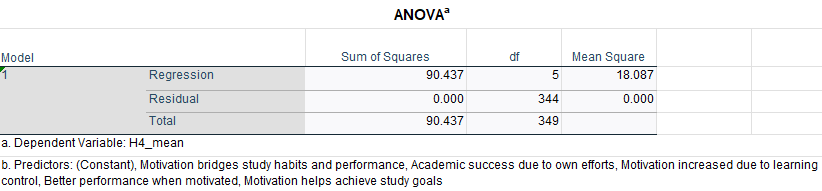 ANOVAa
Model Sum of Squares df Mean Square
1 Regression 90.437 5 18.087
Residual 0.000 344 0.000
Total 90.437 349
a. Dependent Variable: H4_mean
b. Predictors: (Constant), Motivation bridges study habits and performance, Academic success due to own efforts, Motivation increased due to learning
control, Better performance when motivated, Motivation helps achieve study goals